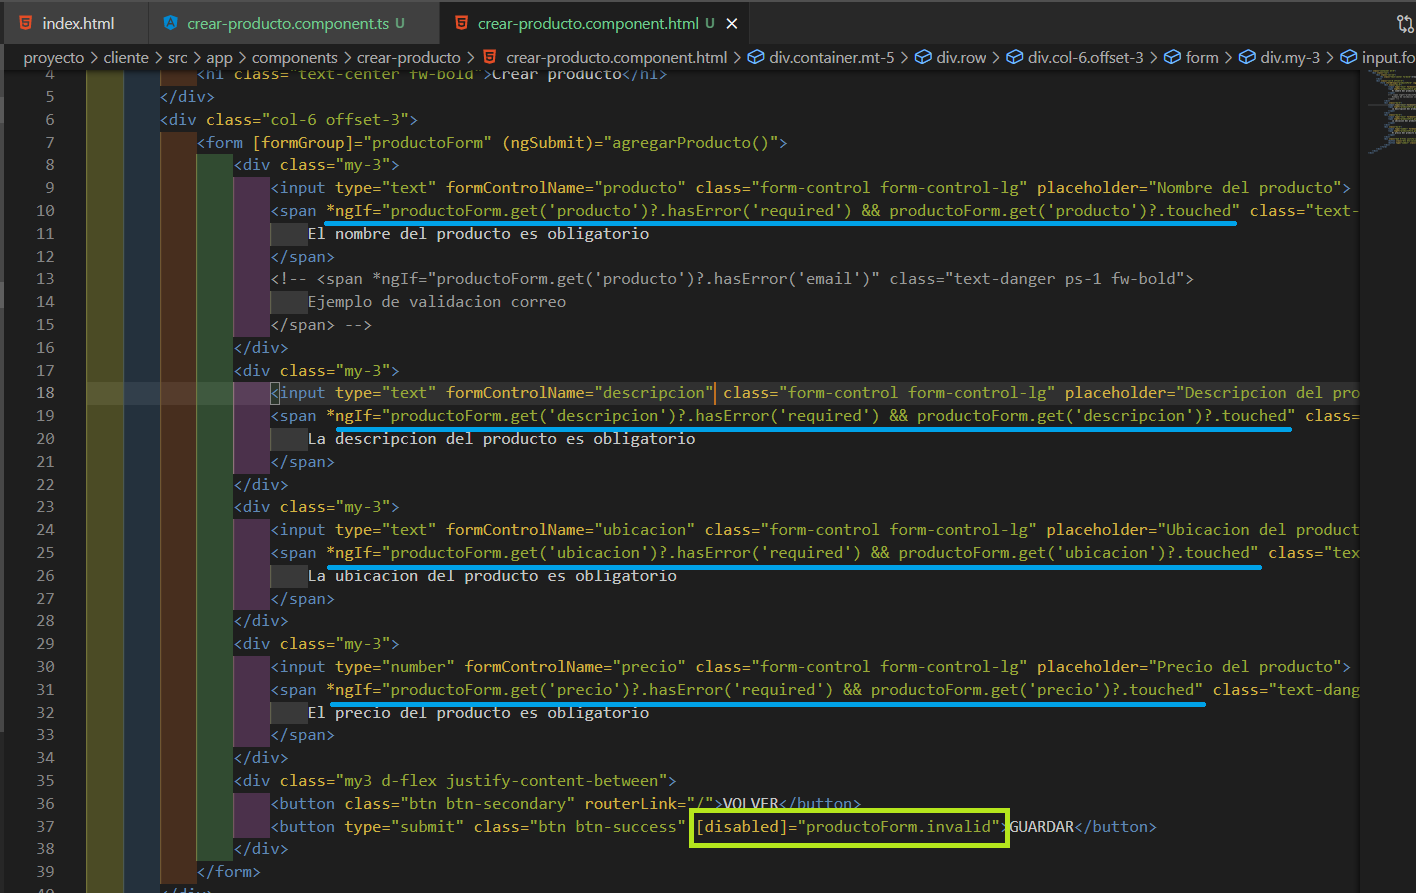 index.html
crear-producto.component.ts U
crear-producto.component.html U
proyecto > cliente > src > app > components > crear-producto > crear-producto.component.html > div.container.mt-5 > div.row > div.col-6.offset-3 > form > div.my-3 > input.fo
4 <h1 class="text-center fw-bold">Crear producto</h1>
5 </div>
6 <div class="col-6 offset-3">
7 <form [formGroup]="productoForm" (ngSubmit)="agregarProducto()">
8 <div class="my-3">
9 <input type="text" formControlName="producto" class="form-control form-control-lg" placeholder="Nombre del producto">
10 <span *ngIf="productoForm.get('producto')?.hasError('required') && productoForm.get('producto')?.touched" class="text-
11 El nombre del producto es obligatorio
12 </span>
13 <!-- <span *ngIf="productoForm.get('producto')?.hasError('email')" class="text-danger ps-1 fw-bold">
14 Ejemplo de validacion correo
15 </span> -->
16 </div>
17 <div class="my-3">
18 <input type="text" formControlName="descripcion" class="form-control form-control-lg" placeholder="Descripcion del pro
19 <span *ngIf="productoForm.get('descripcion')?.hasError('required') && productoForm.get('descripcion')?.touched" class=
20 La descripcion del producto es obligatorio
21 </span>
22 </div>
23 <div class="my-3">
24 <input type="text" formControlName="ubicacion" class="form-control form-control-lg" placeholder="Ubicacion del product
25 <span *ngIf="productoForm.get('ubicacion')?.hasError('required') && productoForm.get('ubicacion')?.touched" class="tex
26 La ubicacion del producto es obligatorio
27 </span>
28 </div>
29 <div class="my-3">
30 <input type="number" formControlName="precio" class="form-control form-control-lg" placeholder="Precio del producto">
31 <span *ngIf="productoForm.get('precio')?.hasError('required') && productoForm.get('precio')?.touched" class="text-dang
32 El precio del producto es obligatorio
33 </span>
34 </div>
35 <div class="my3 d-flex justify-content-between">
36 <button class="btn btn-secondary" routerLink="/">VOLVER</button>
37 <button type="submit" class="btn btn-success" [disabled]="productoForm.invalid">GUARDAR</button>
38 </div>
39 </form>
40 </div>